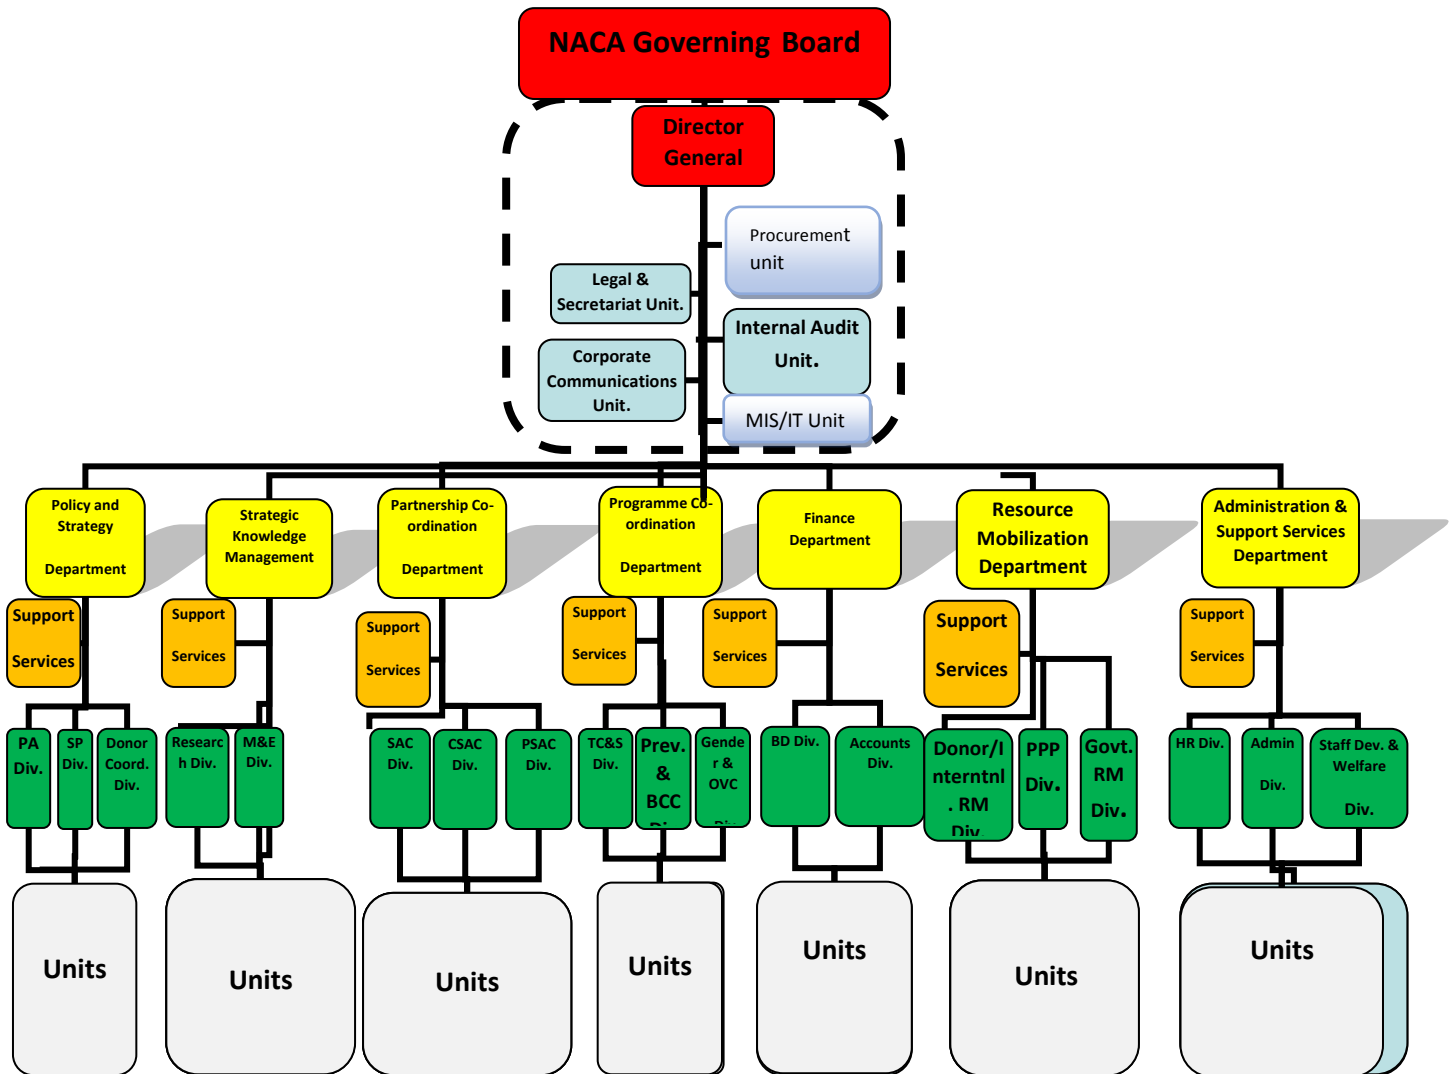 NACA Governing Board
Director
General
Procurement
unit
Legal &
Secretariat Unit.
Internal Audit
Unit.
Corporate
Communications
Unit.
MIS/IT Unit
Policy and
Strategy
Department
Strategic
Knowledge
Management
Partnership Co-
ordination
Department
Programme Co-
ordination
Department
Finance
Department
Resource
Mobilization
Department
Administration &
Support Services
Department
Support
Services
Support
Services
Support
Services
Support
Services
Support
Services
Support
Services
Support
Services
PA
Div.
SP
Div.
Donor
Coord.
Div.
Researc
h Div.
M&E
Div.
SAC
Div.
CSAC
Div.
PSAC
Div.
TC&S
Div.
Prev.
&
BCC
Div.
Gende
r &
OVC
Div.
BD Div.
Accounts
Div.
Donor/I
nterntnl
. RM
Div.
PPP
Div.
Govt.
RM
Div.
HR Div.
Admin
Div.
Staff Dev. &
Welfare
Div.
Units
Units
Units
Units
Units
Units
Units